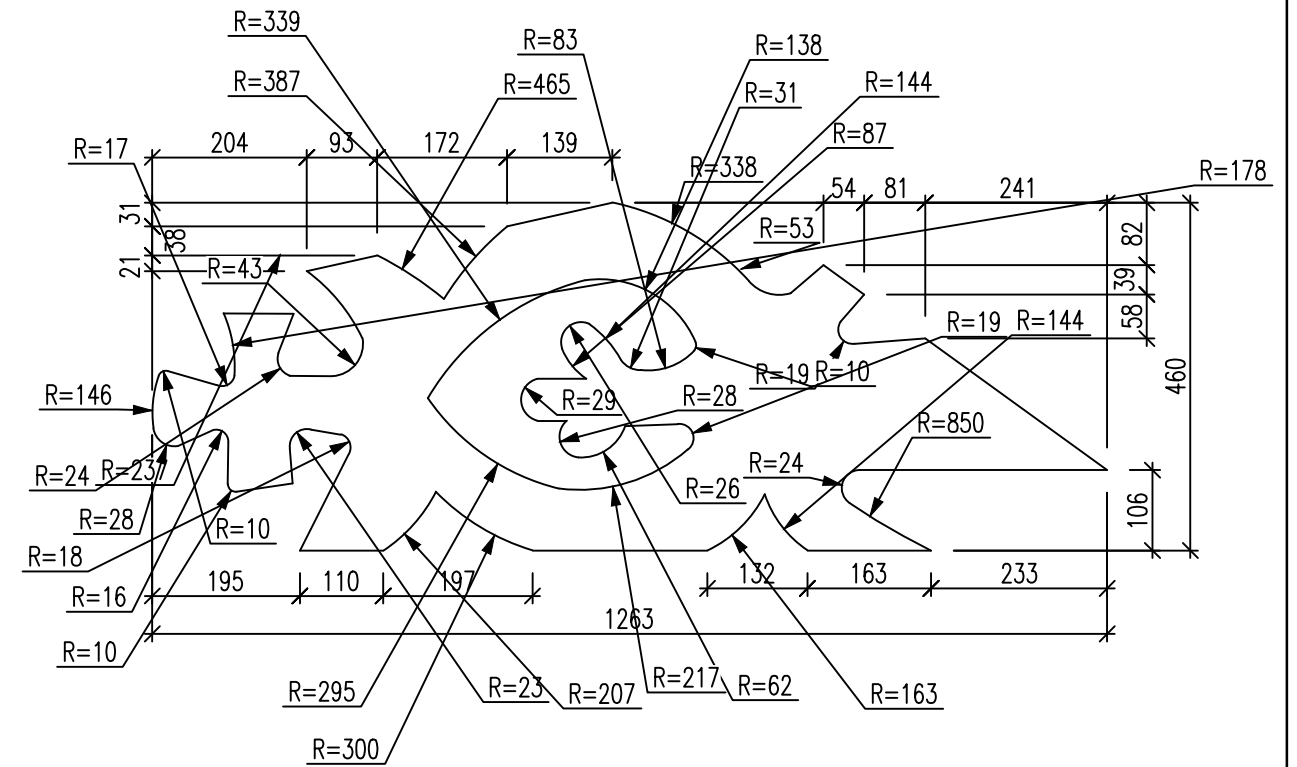 R=339
R=83
R=138
R=387
R=465
R=31
R=144
R=87
R=17
204
93
172
139
R=338
R=178
54
81
241
31
38
R=53
82
21
R=43
39
58
R=19
R=144
460
R=19
R=10
R=146
R=29
R=28
R=850
R=24
R=23
R=24
R=26
R=28
R=10
106
R=18
195
110
197
132
163
233
R=16
1263
R=10
R=295
R=23
R=207
R=217
R=62
R=163
R=300